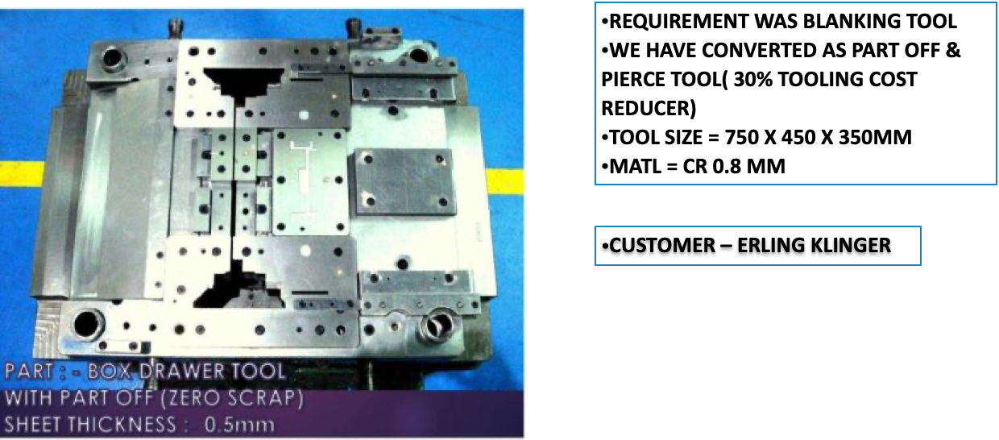 PART : - BOX DRAWER TOOL
WITH PART OFF (ZERO SCRAP)
SHEET THICKNESS : 0.5mm
•REQUIREMENT WAS BLANKING TOOL
•WE HAVE CONVERTED AS PART OFF &
PIERCE TOOL( 30% TOOLING COST
REDUCER)
•TOOL SIZE = 750 X 450 X 350MM
•MATL = CR 0.8 MM
•CUSTOMER – ERLING KLINGER